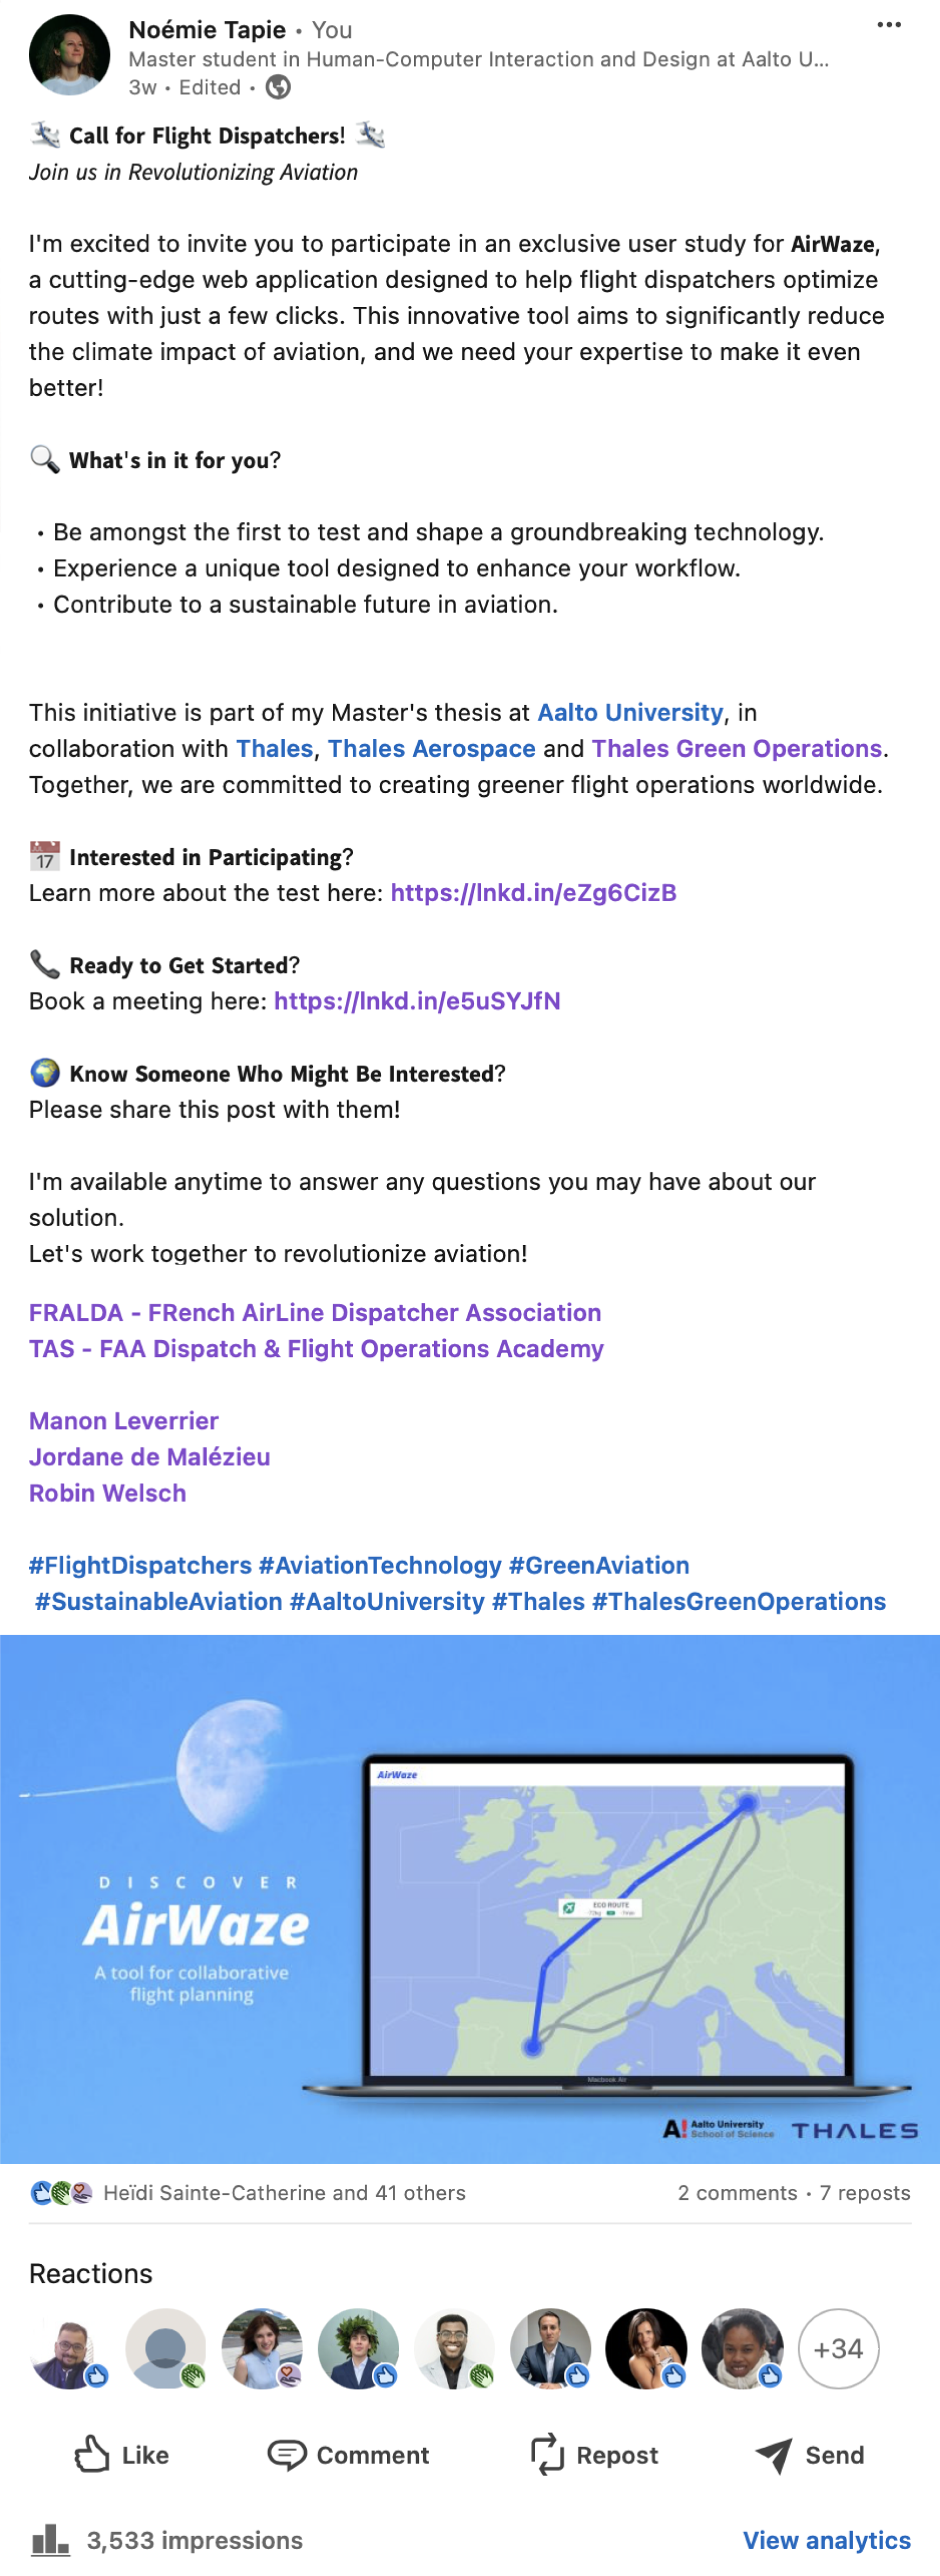 Noémie Tapie • You
Master student in Human-Computer Interaction and Design at Aalto U...
3w • Edited •
Call for Flight Dispatchers!
Join us in Revolutionizing Aviation
I'm excited to invite you to participate in an exclusive user study for AirWaze,
a cutting-edge web application designed to help flight dispatchers optimize
routes with just a few clicks. This innovative tool aims to significantly reduce
the climate impact of aviation, and we need your expertise to make it even
better!
What's in it for you?
• Be amongst the first to test and shape a groundbreaking technology.
• Experience a unique tool designed to enhance your workflow.
• Contribute to a sustainable future in aviation.
This initiative is part of my Master's thesis at Aalto University, in
collaboration with Thales, Thales Aerospace and Thales Green Operations.
Together, we are committed to creating greener flight operations worldwide.
17 Interested in Participating?
Learn more about the test here: https://lnkd.in/eZg6CizB
Ready to Get Started?
Book a meeting here: https://lnkd.in/e5uSYJfN
Know Someone Who Might Be Interested?
Please share this post with them!
I'm available anytime to answer any questions you may have about our
solution.
Let's work together to revolutionize aviation!
FRALDA - FRench AirLine Dispatcher Association
TAS - FAA Dispatch & Flight Operations Academy
Manon Leverrier
Jordane de Malézieu
Robin Welsch
#FlightDispatchers #AviationTechnology #GreenAviation
#SustainableAviation #AaltoUniversity #Thales #ThalesGreenOperations
AirWaze
DISCOVER
AirWaze
A tool for collaborative
flight planning
ECO ROUTE
Macbook Air
A! Aalto University
School of Science
THALES
Heïdi Sainte-Catherine and 41 others
2 comments • 7 reposts
Reactions
+34
Like Comment Repost Send
3,533 impressions
View analytics